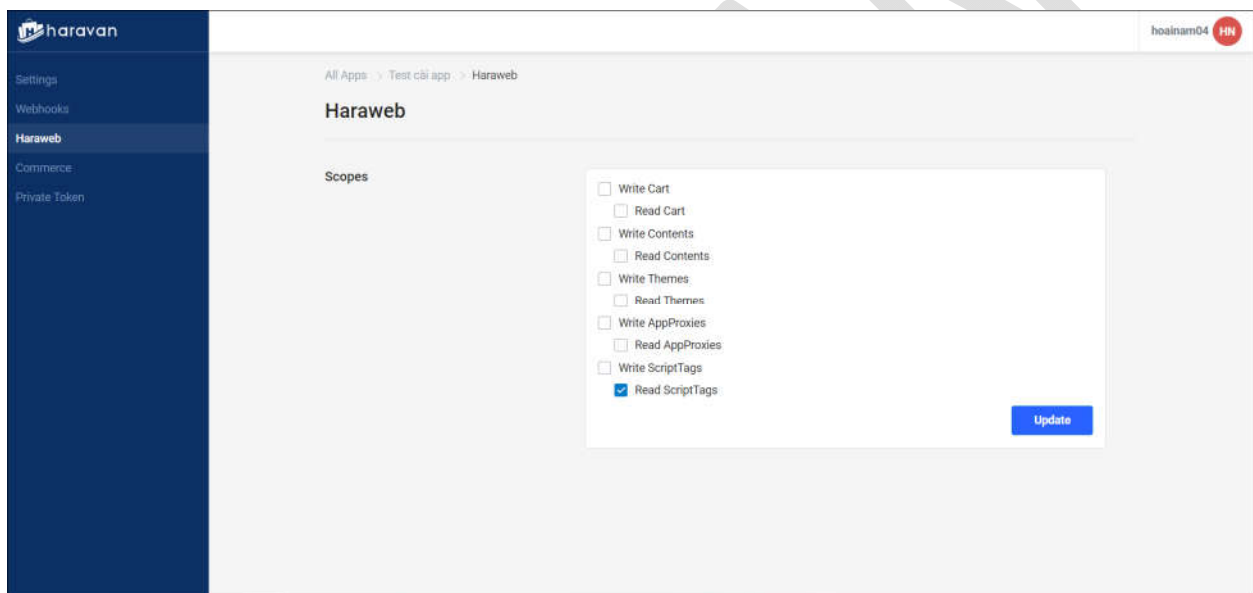 haravan
hoainam04 HN
Settings
Webhooks
Haraweb
Commerce
Private Token
All Apps > Test cài app > Haraweb
Haraweb
Scopes
Write Cart
Read Cart
Write Contents
Read Contents
Write Themes
Read Themes
Write AppProxies
Read AppProxies
Write ScriptTags
Read ScriptTags
Update